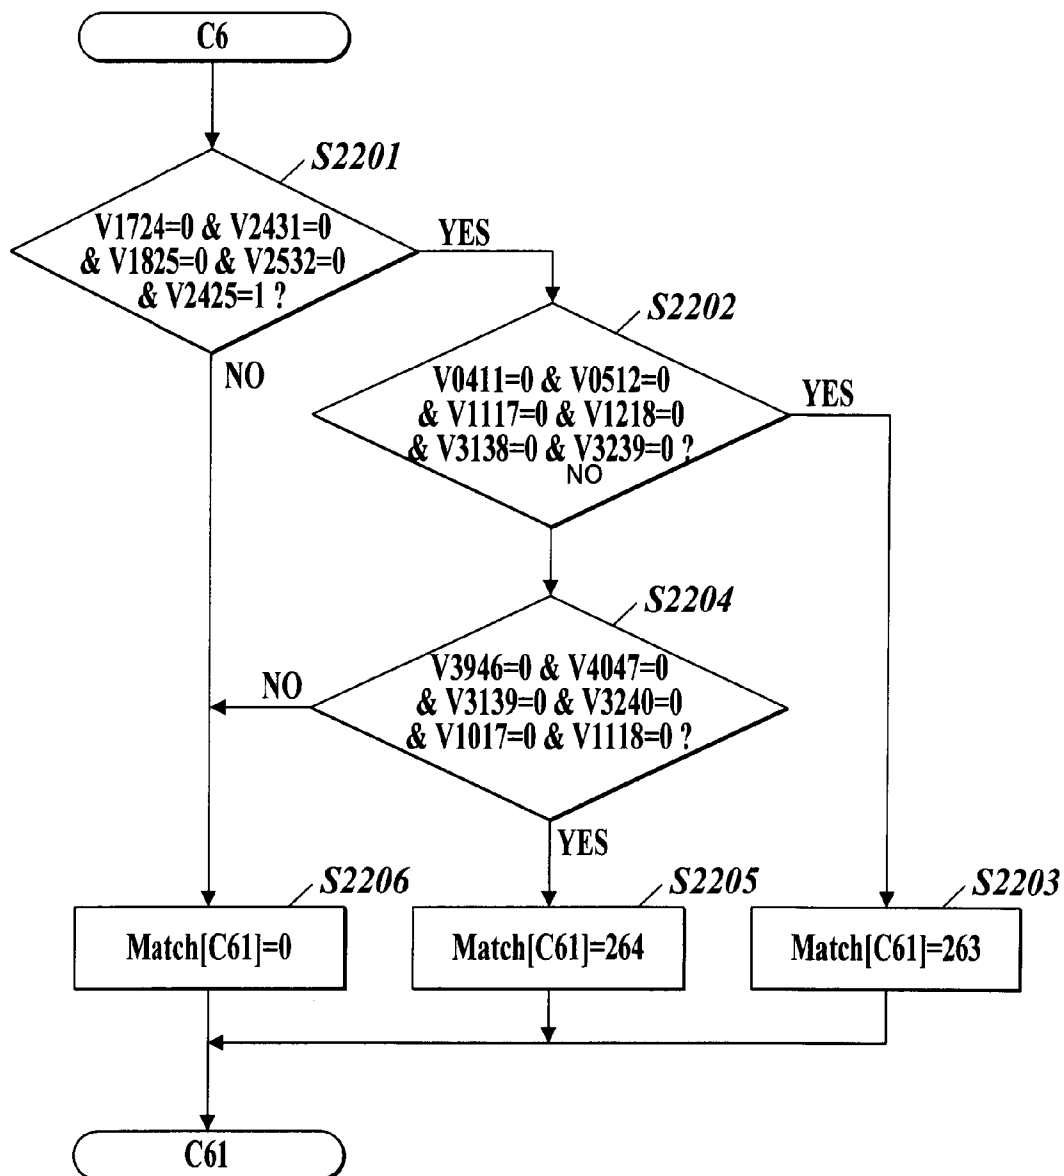 C6
S2201
V1724=0 & V2431=0
& V1825=0 & V2532=0
& V2425=1 ?
YES
NO
S2202
V0411=0 & V0512=0
& V1117=0 & V1218=0
& V3138=0 & V3239=0 ?
YES
NO
S2204
V3946=0 & V4047=0
& V3139=0 & V3240=0
& V1017=0 & V1118=0 ?
NO
YES
S2206
Match[C61]=0
S2205
Match[C61]=264
S2203
Match[C61]=263
C61